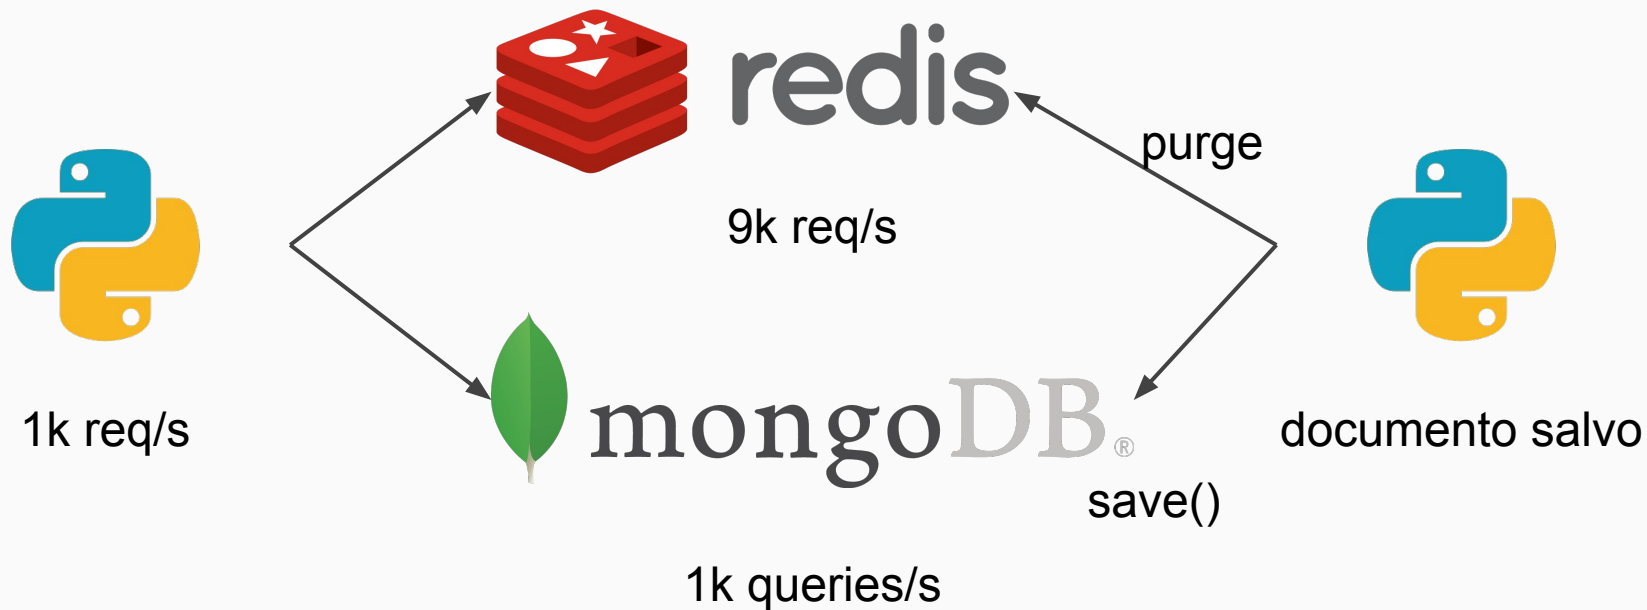 redis
purge
9k req/s
1k req/s
mongoDB®
documento salvo
save()
1k queries/s